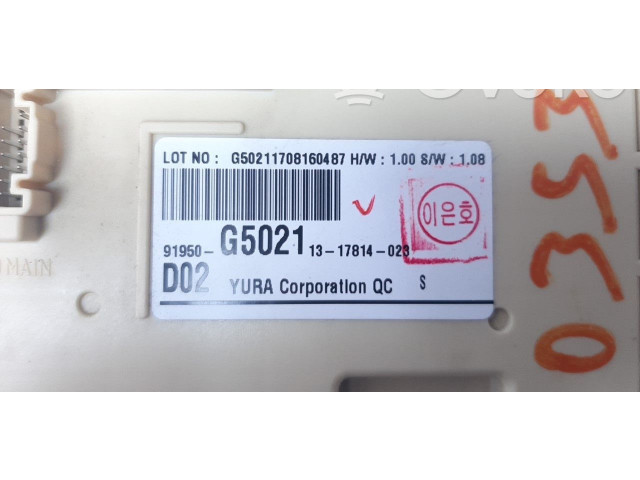 LOT NO : G50211708160487 H/W : 1.00 S/W : 1.08
이은호
91950- G5021 13-17814-023
D02 YURA Corporation QC S
MAIN